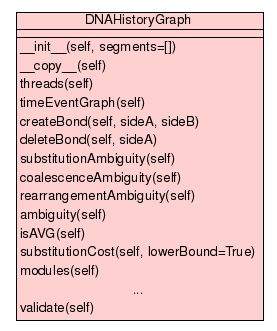 DNAHistoryGraph
__init__(self, segments=[])
__copy__(self)
threads(self)
timeEventGraph(self)
createBond(self, sideA, sideB)
deleteBond(self, sideA)
substitutionAmbiguity(self)
coalescenceAmbiguity(self)
rearrangementAmbiguity(self)
ambiguity(self)
isAVG(self)
substitutionCost(self, lowerBound=True)
modules(self)
...
validate(self)